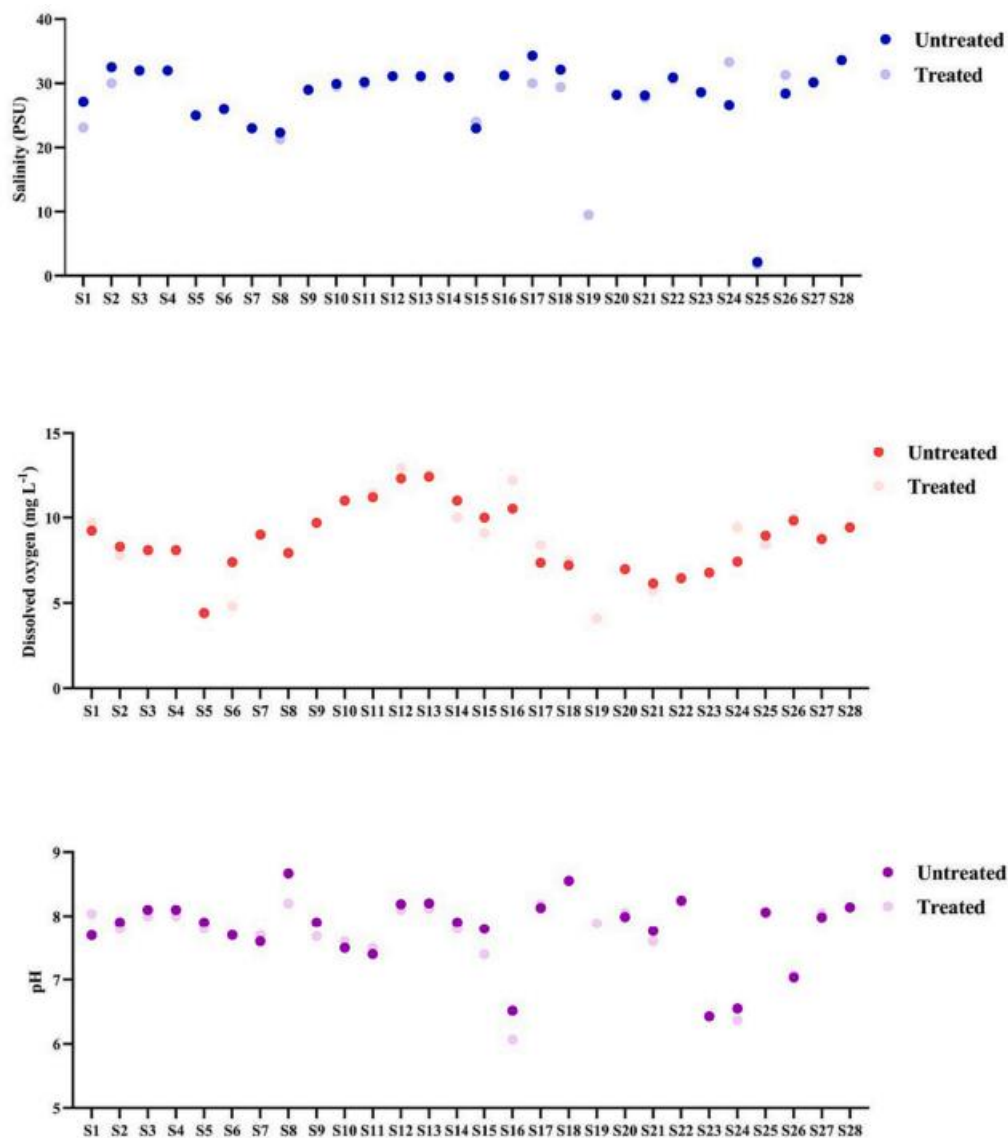 40
30
20
10
0
Salinity (PSU)
Untreated
Treated
S1 S2 S3 S4 S5 S6 S7 S8 S9 S10 S11 S12 S13 S14 S15 S16 S17 S18 S19 S20 S21 S22 S23 S24 S25 S26 S27 S28
15
10
5
0
Dissolved oxygen (mg L⁻¹)
Untreated
Treated
S1 S2 S3 S4 S5 S6 S7 S8 S9 S10 S11 S12 S13 S14 S15 S16 S17 S18 S19 S20 S21 S22 S23 S24 S25 S26 S27 S28
9
8
7
6
5
pH
Untreated
Treated
S1 S2 S3 S4 S5 S6 S7 S8 S9 S10 S11 S12 S13 S14 S15 S16 S17 S18 S19 S20 S21 S22 S23 S24 S25 S26 S27 S28